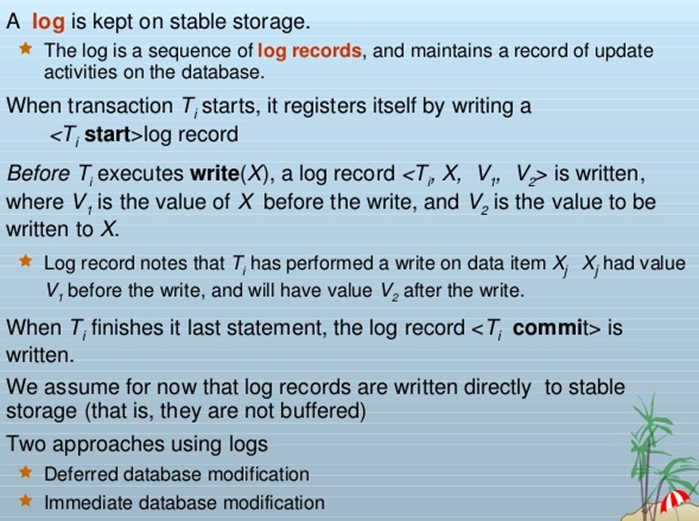 A log is kept on stable storage.
★ The log is a sequence of log records, and maintains a record of update
activities on the database.
When transaction Ti starts, it registers itself by writing a
<Ti start>log record
Before Ti executes write(X), a log record <Ti, X, V1, V2> is written,
where V1 is the value of X before the write, and V2 is the value to be
written to X.
★ Log record notes that Ti has performed a write on data item Xj Xj had value
V1 before the write, and will have value V2 after the write.
When Ti finishes it last statement, the log record <Ti commit> is
written.
We assume for now that log records are written directly to stable
storage (that is, they are not buffered)
Two approaches using logs
★ Deferred database modification
★ Immediate database modification